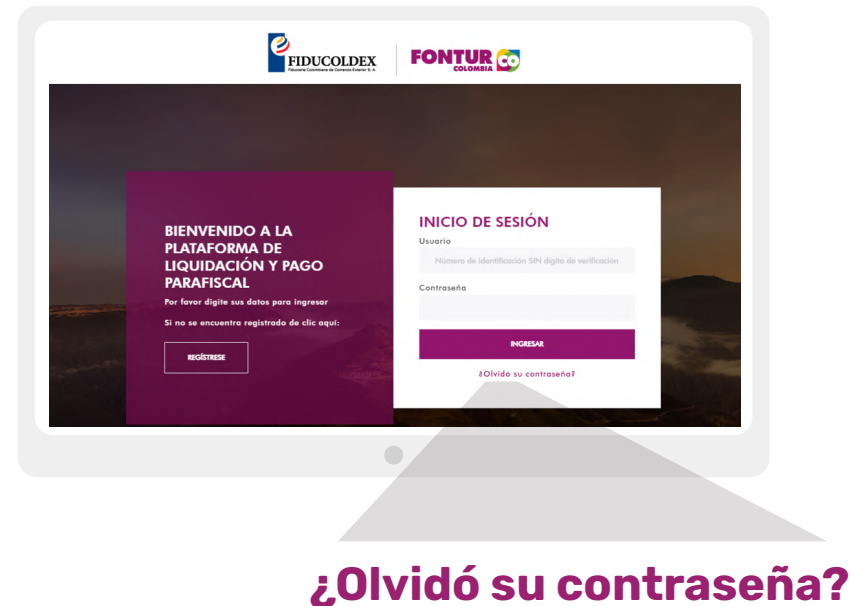 FIDUCOLDEX
Fiduciaria Colombiana de Comercio Exterior S. A.
FONTUR CO
COLOMBIA
BIENVENIDO A LA
PLATAFORMA DE
LIQUIDACIÓN Y PAGO
PARAFISCAL
Por favor digite sus datos para ingresar
Si no se encuentra registrado de clic aquí:
REGÍSTRESE
INICIO DE SESIÓN
Usuario
Número de identificación SIN digito de verificación
Contraseña
INGRESAR
¿Olvidó su contraseña?
¿Olvidó su contraseña?